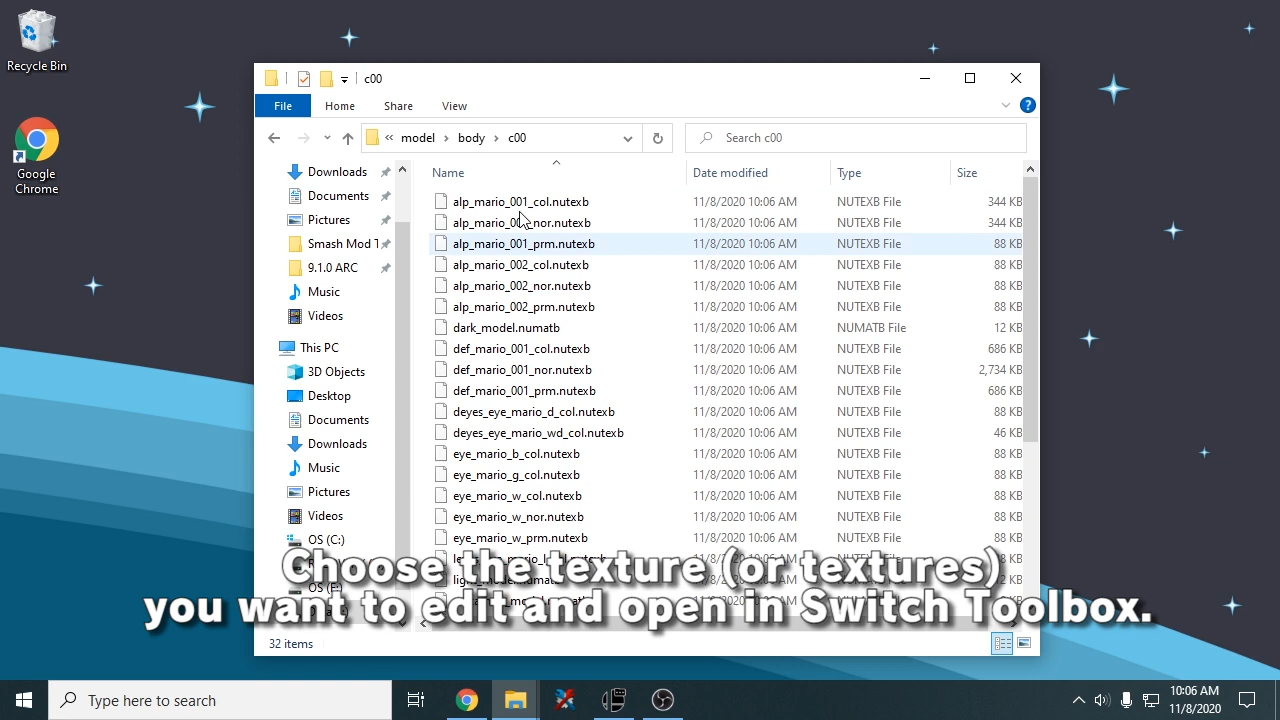 Recycle Bin
Google
Chrome
c00
File Home Share View
model body c00
Search c00
Downloads
Documents
Pictures
Smash Mod T
9.1.0 ARC
Music
Videos
This PC
3D Objects
Desktop
Documents
Downloads
Music
Pictures
Videos
OS (C:)
OS (F:)
Name Date modified Type Size
alp_mario_001_col.nutexb 11/8/2020 10:06 AM NUTEXB File 344 KB
alp_mario_001_nor.nutexb 11/8/2020 10:06 AM NUTEXB File 344 KB
alp_mario_001_prm.nutexb 11/8/2020 10:06 AM NUTEXB File 88 KB
alp_mario_002_col.nutexb 11/8/2020 10:06 AM NUTEXB File 88 KB
alp_mario_002_nor.nutexb 11/8/2020 10:06 AM NUTEXB File 88 KB
alp_mario_002_prm.nutexb 11/8/2020 10:06 AM NUTEXB File 88 KB
dark_model.numatb 11/8/2020 10:06 AM NUMATB File 12 KB
def_mario_001_col.nutexb 11/8/2020 10:06 AM NUTEXB File 686 KB
def_mario_001_nor.nutexb 11/8/2020 10:06 AM NUTEXB File 2,734 KB
def_mario_001_prm.nutexb 11/8/2020 10:06 AM NUTEXB File 686 KB
deyes_eye_mario_d_col.nutexb 11/8/2020 10:06 AM NUTEXB File 88 KB
deyes_eye_mario_wd_col.nutexb 11/8/2020 10:06 AM NUTEXB File 46 KB
eye_mario_b_col.nutexb 11/8/2020 10:06 AM NUTEXB File 88 KB
eye_mario_g_col.nutexb 11/8/2020 10:06 AM NUTEXB File 88 KB
eye_mario_w_col.nutexb 11/8/2020 10:06 AM NUTEXB File 88 KB
eye_mario_w_nor.nutexb 11/8/2020 10:06 AM NUTEXB File 88 KB
eye_mario_w_prm.nutexb 11/8/2020 10:06 AM NUTEXB File 88 KB
Choose the texture (or textures)
you want to edit and open in Switch Toolbox.
32 items
Type here to search
10:06 AM
11/8/2020